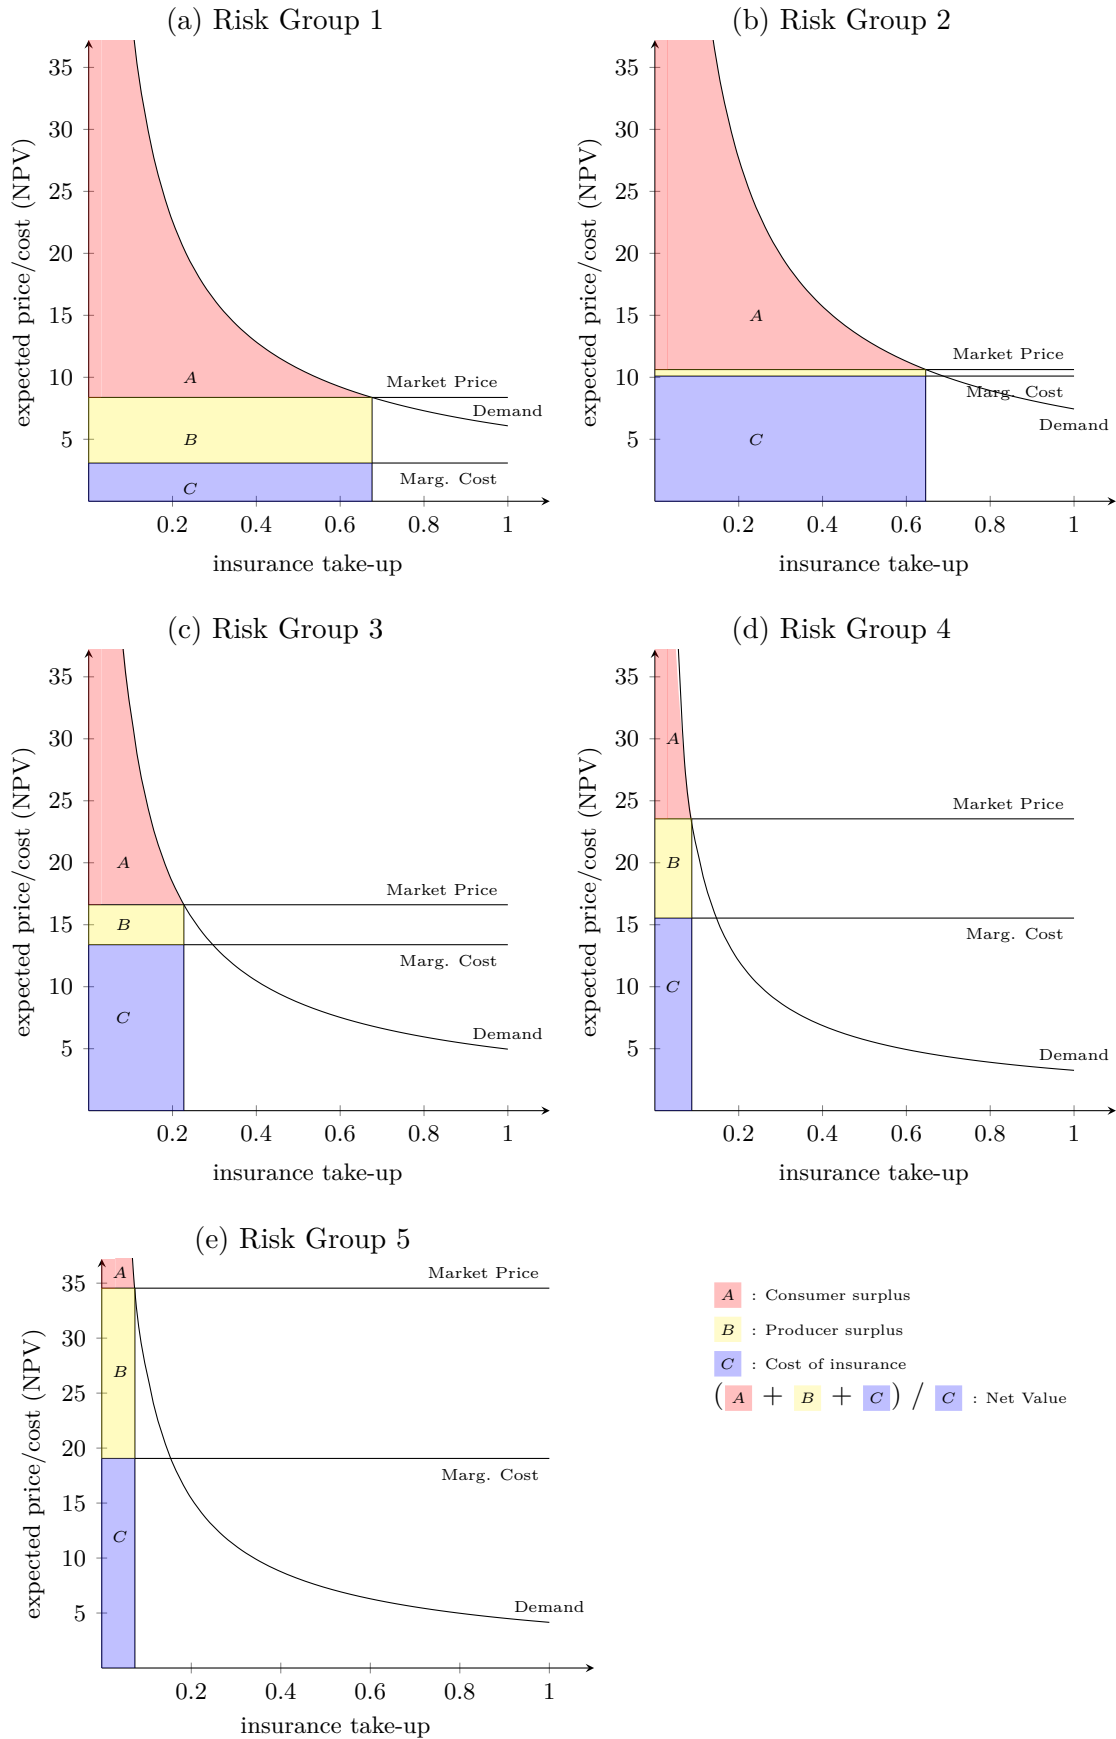 (a) Risk Group 1
35
30
25
20
15
10
5
expected price/cost (NPV)
A
B
C
Market Price
Demand
Marg. Cost
0.2 0.4 0.6 0.8 1
insurance take-up
(b) Risk Group 2
35
30
25
20
15
10
5
expected price/cost (NPV)
A
C
Market Price
Marg. Cost
Demand
0.2 0.4 0.6 0.8 1
insurance take-up
(c) Risk Group 3
35
30
25
20
15
10
5
expected price/cost (NPV)
A
B
C
Market Price
Marg. Cost
Demand
0.2 0.4 0.6 0.8 1
insurance take-up
(d) Risk Group 4
35
30
25
20
15
10
5
expected price/cost (NPV)
A
B
C
Market Price
Marg. Cost
Demand
0.2 0.4 0.6 0.8 1
insurance take-up
(e) Risk Group 5
35
30
25
20
15
10
5
expected price/cost (NPV)
A
B
C
Market Price
Marg. Cost
Demand
0.2 0.4 0.6 0.8 1
insurance take-up
A : Consumer surplus
B : Producer surplus
C : Cost of insurance
(A + B + C) / C : Net Value